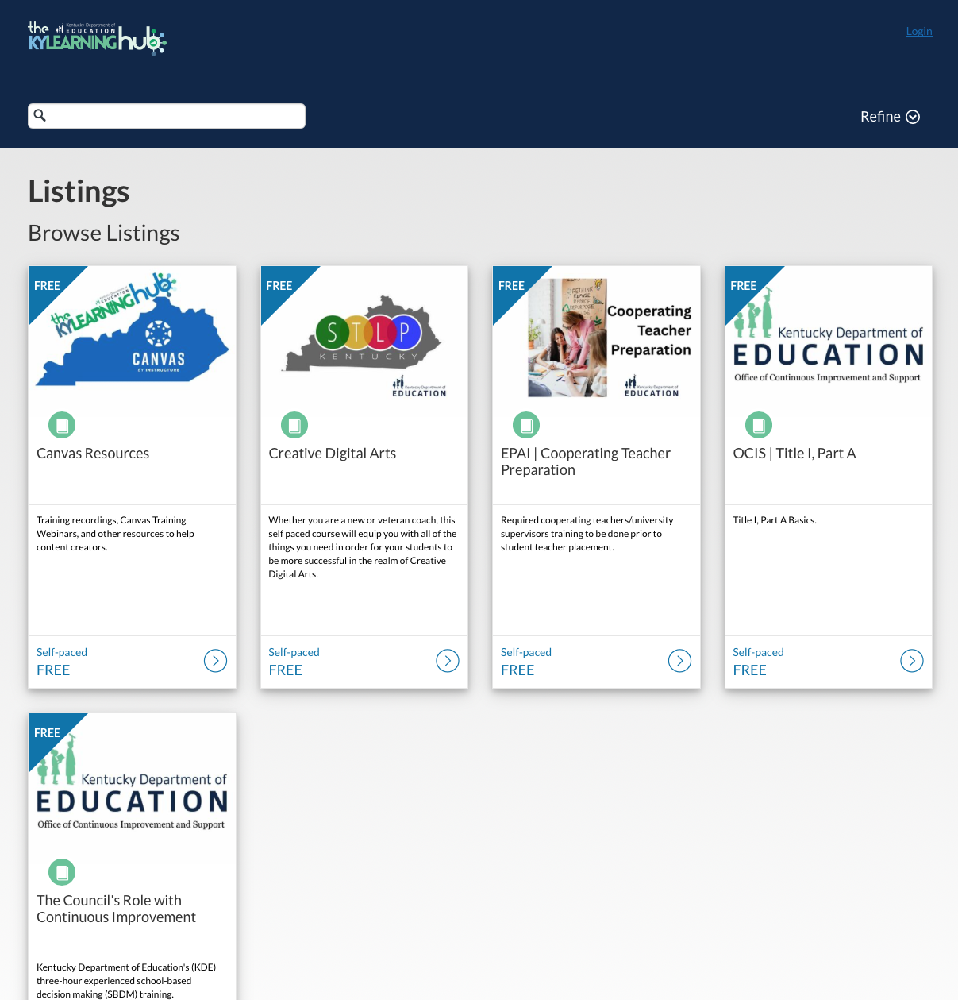 the Kentucky Department of
EDUCATION
KYLEARNINGhub
Login
Refine
Listings
Browse Listings
FREE
the Kentucky Department of
EDUCATION
KYLEARNINGhub
CANVAS
BY INSTRUCTURE
Canvas Resources
Training recordings, Canvas Training
Webinars, and other resources to help
content creators.
Self-paced
FREE
FREE
STLP
KENTUCKY
Kentucky Department of
EDUCATION
Creative Digital Arts
Whether you are a new or veteran coach, this
self paced course will equip you with all of the
things you need in order for your students to
be more successful in the realm of Creative
Digital Arts.
Self-paced
FREE
FREE
RETHINK
REFUSE
REDUCE
REPURPOSE
Cooperating
Teacher
Preparation
Kentucky Department of
EDUCATION
EPAI | Cooperating Teacher
Preparation
Required cooperating teachers/university
supervisors training to be done prior to
student teacher placement.
Self-paced
FREE
FREE
Kentucky Department of
EDUCATION
Office of Continuous Improvement and Support
OCIS | Title I, Part A
Title I, Part A Basics.
Self-paced
FREE
FREE
Kentucky Department of
EDUCATION
Office of Continuous Improvement and Support
The Council's Role with
Continuous Improvement
Kentucky Department of Education's (KDE)
three-hour experienced school-based
decision making (SBDM) training.